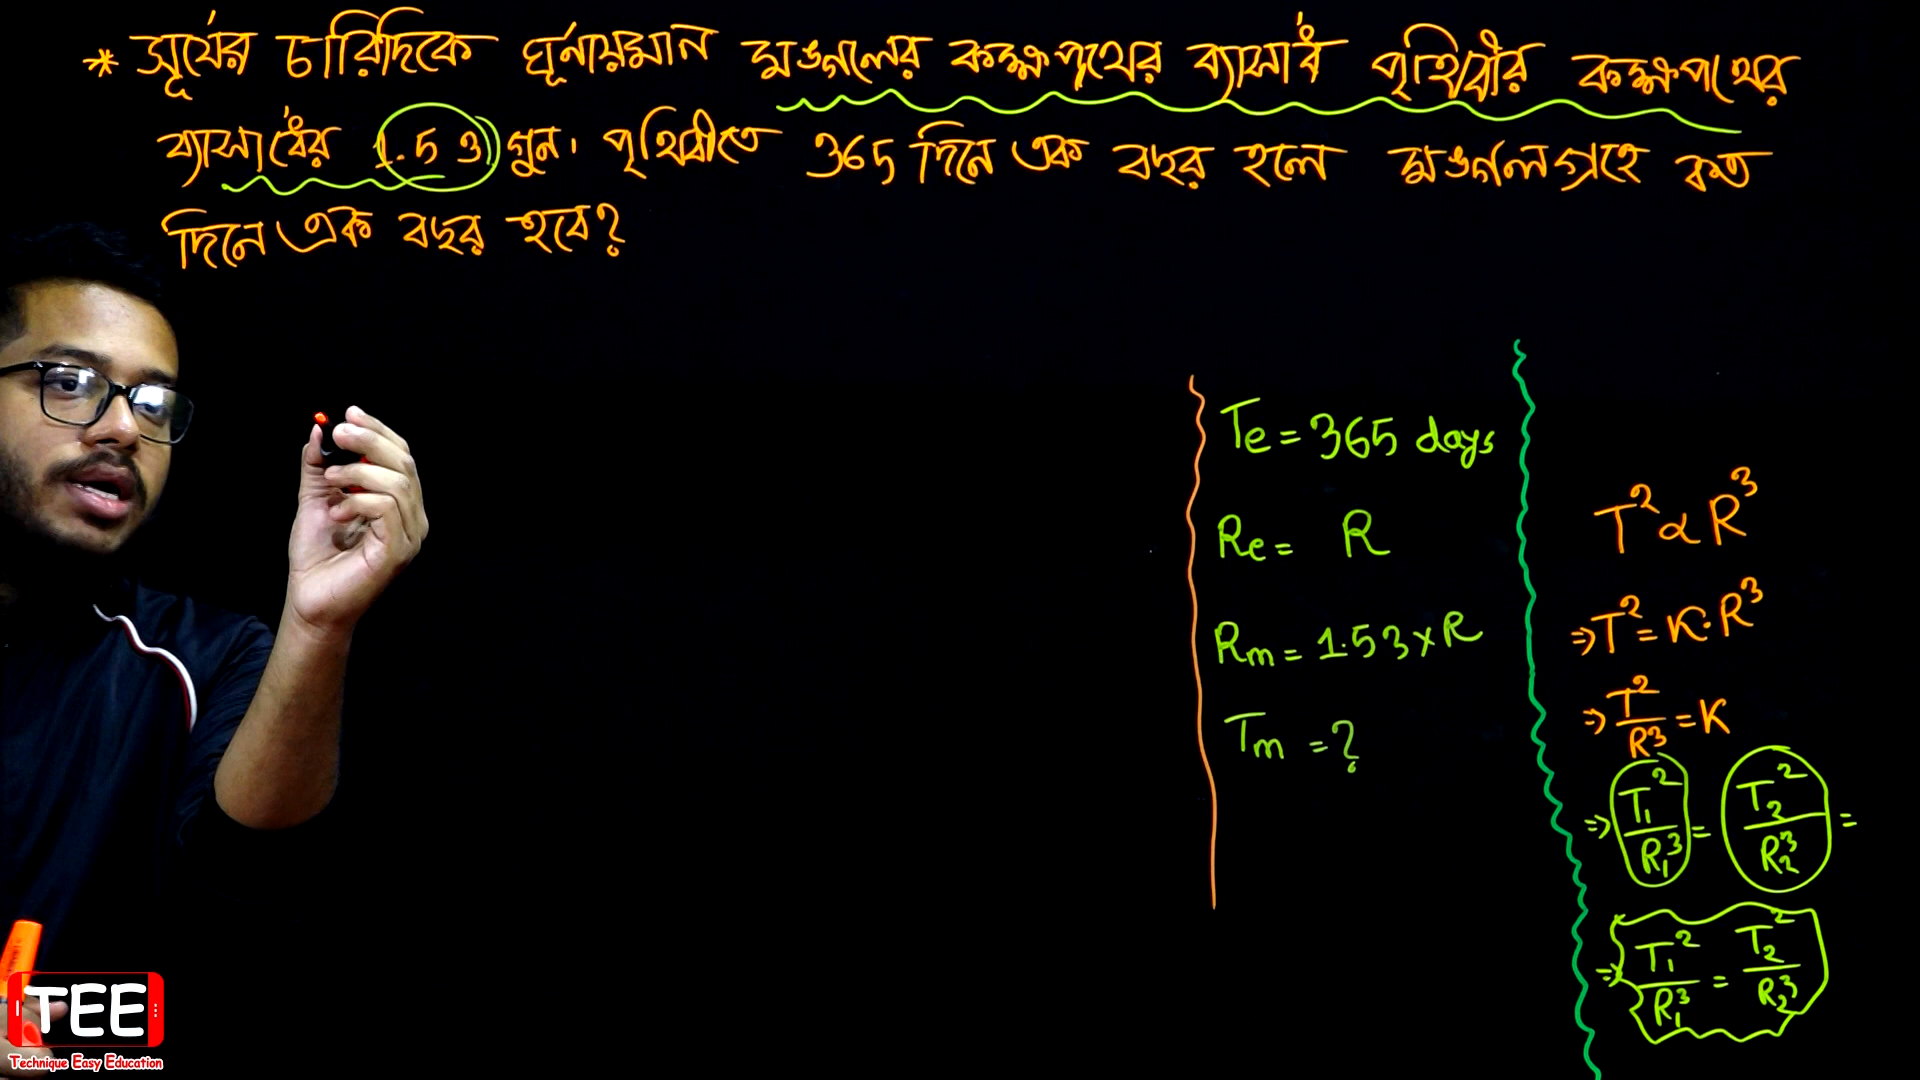 * সূর্যের চারিদিকে ঘূর্নায়মান মঙ্গলের কক্ষপথের ব্যাসার্ধ পৃথিবীর কক্ষপথের
ব্যাসার্ধের 1.53 গুন। পৃথিবীতে 365 দিনে এক বছর হলে মঙ্গল গ্রহে কত
দিনে এক বছর হবে?
Te = 365 days
Re = R
Rm = 1.53 × R
Tm = ?
T² ∝ R³
⇒ T² = K·R³
⇒ T²/R³ = K
⇒ T₁²/R₁³ = T₂²/R₂³ =
⇒ T₁²/R₁³ = T₂²/R₂³
TEE
Technique Easy Education